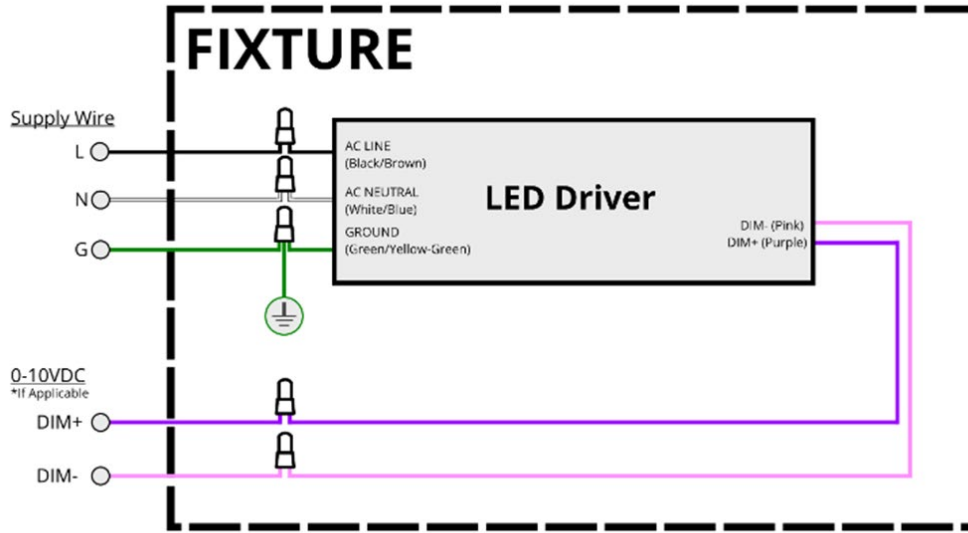 FIXTURE
Supply Wire
L
AC LINE
(Black/Brown)
N
AC NEUTRAL
(White/Blue)
LED Driver
G
GROUND
(Green/Yellow-Green)
DIM- (Pink)
DIM+ (Purple)
0-10VDC
*If Applicable
DIM+
DIM-